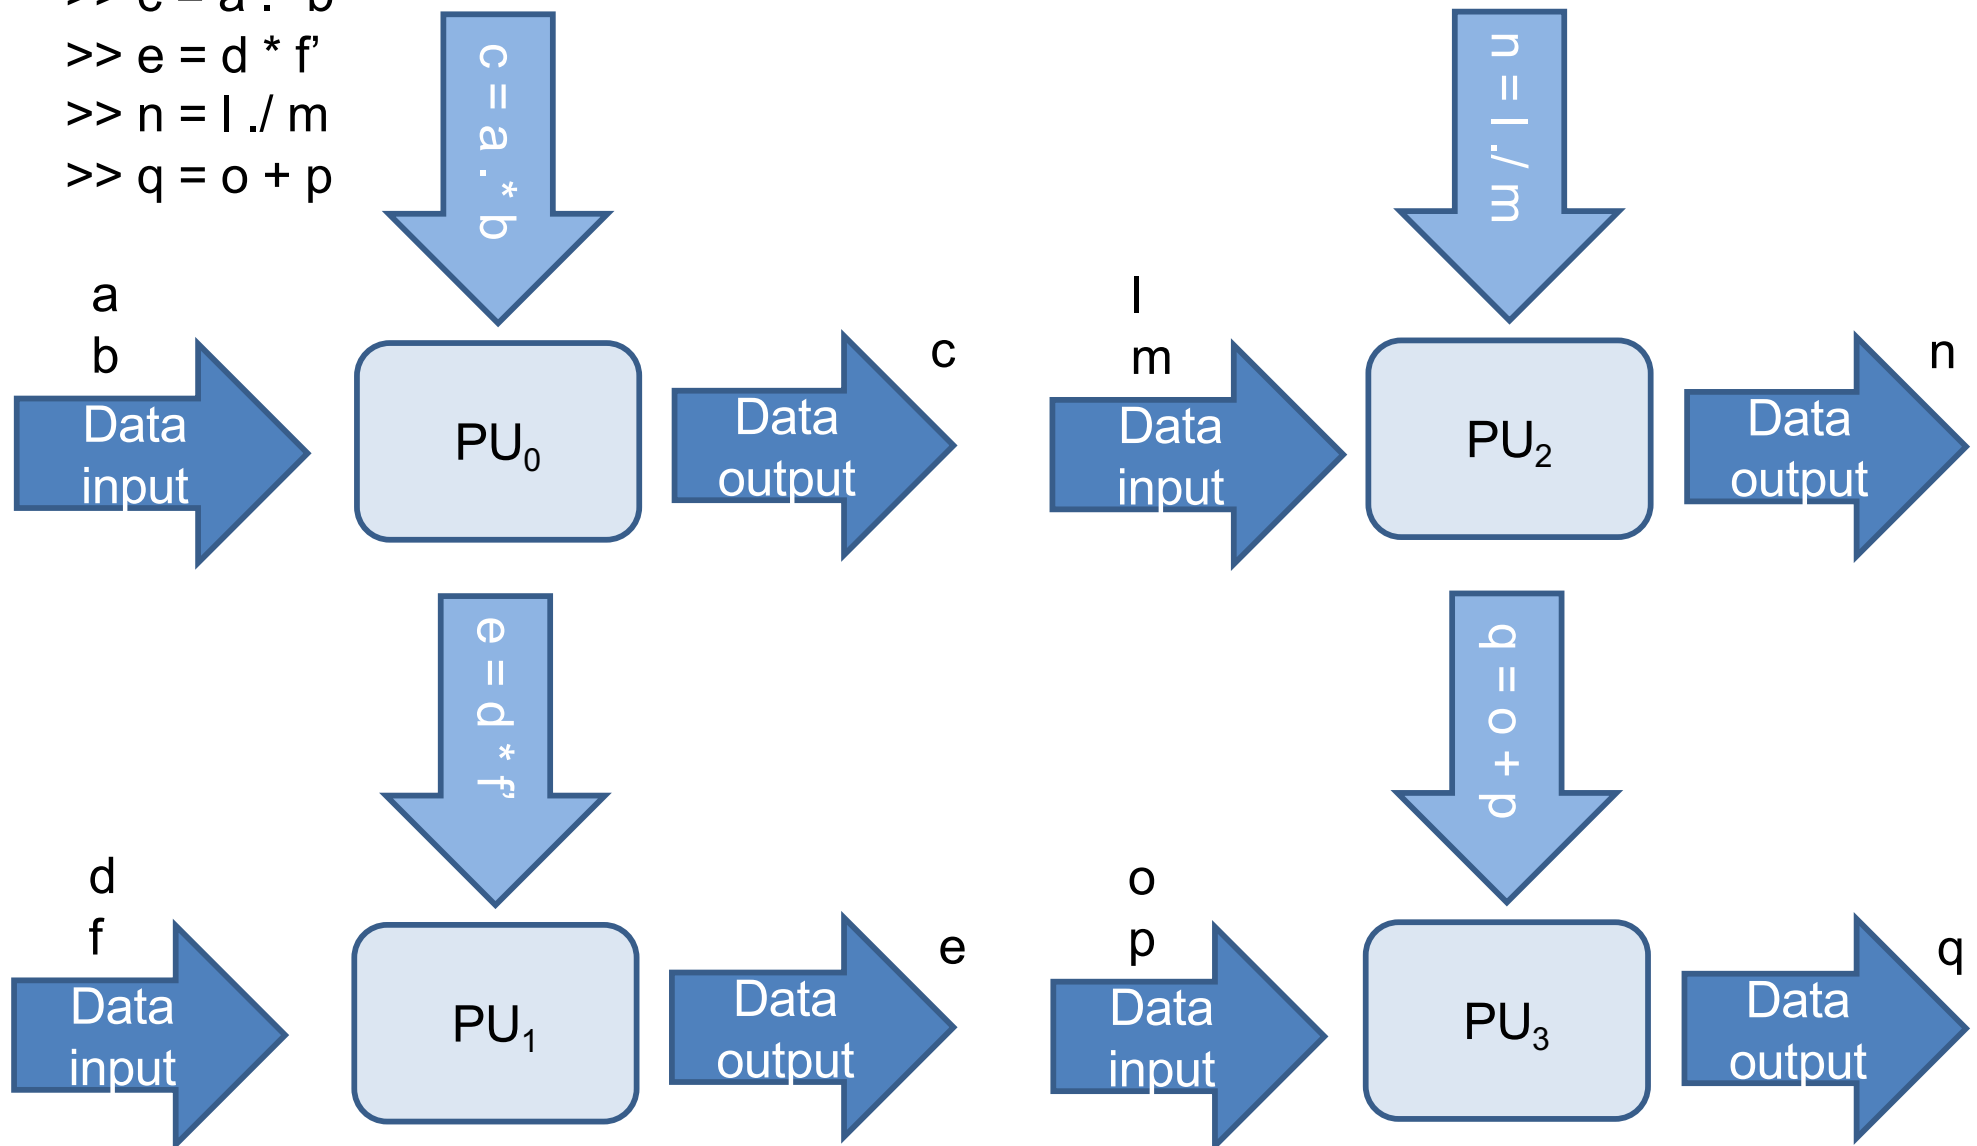 >> c = a . * b
>> e = d * f’
>> n = l ./ m
>> q = o + p
c = a . * b
n = l ./ m
a
b
Data
input
PU0
Data
output
c
l
m
Data
input
PU2
Data
output
n
e = d * f’
q = o + p
d
f
Data
input
PU1
Data
output
e
o
p
Data
input
PU3
Data
output
q